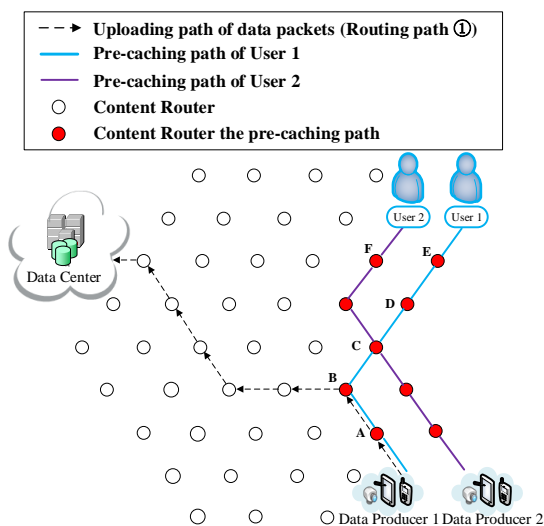 Uploading path of data packets (Routing path ①)
Pre-caching path of User 1
Pre-caching path of User 2
Content Router
Content Router the pre-caching path
User 2
User 1
F
E
Data Center
D
C
B
A
Data Producer 1
Data Producer 2